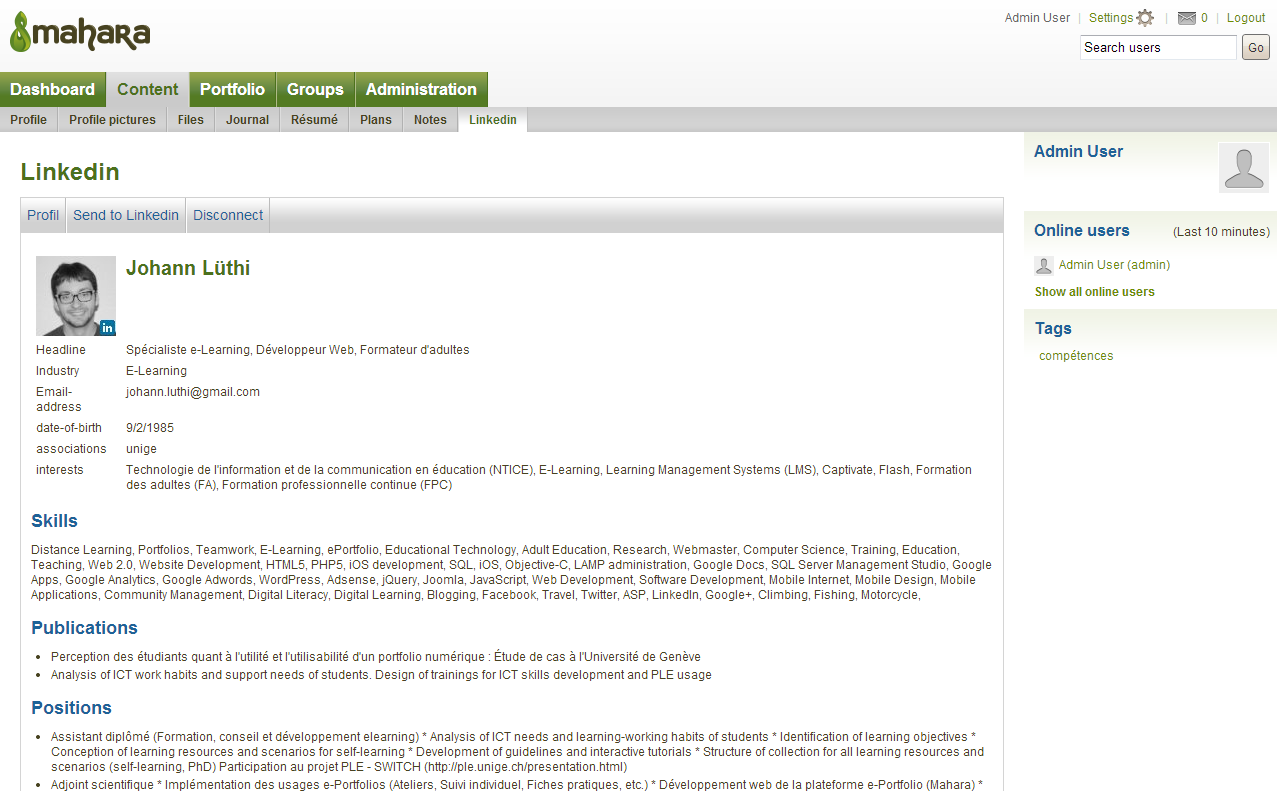 mahara
Admin User | Settings | 0 | Logout
Search users Go
Dashboard Content Portfolio Groups Administration
Profile Profile pictures Files Journal Résumé Plans Notes Linkedin
Linkedin
Profil Send to Linkedin Disconnect
Johann Lüthi
in
Headline Spécialiste e-Learning, Développeur Web, Formateur d'adultes
Industry E-Learning
Email-
address johann.luthi@gmail.com
date-of-birth 9/2/1985
associations unige
interests Technologie de l'information et de la communication en éducation (NTICE), E-Learning, Learning Management Systems (LMS), Captivate, Flash, Formation
des adultes (FA), Formation professionnelle continue (FPC)
Skills
Distance Learning, Portfolios, Teamwork, E-Learning, ePortfolio, Educational Technology, Adult Education, Research, Webmaster, Computer Science, Training, Education,
Teaching, Web 2.0, Website Development, HTML5, PHP5, iOS development, SQL, iOS, Objective-C, LAMP administration, Google Docs, SQL Server Management Studio, Google
Apps, Google Analytics, Google Adwords, WordPress, Adsense, jQuery, Joomla, JavaScript, Web Development, Software Development, Mobile Internet, Mobile Design, Mobile
Applications, Community Management, Digital Literacy, Digital Learning, Blogging, Facebook, Travel, Twitter, ASP, LinkedIn, Google+, Climbing, Fishing, Motorcycle,
Publications
• Perception des étudiants quant à l'utilité et l'utilisabilité d'un portfolio numérique : Étude de cas à l'Université de Genève
• Analysis of ICT work habits and support needs of students. Design of trainings for ICT skills development and PLE usage
Positions
• Assistant diplômé (Formation, conseil et développement elearning) * Analysis of ICT needs and learning-working habits of students * Identification of learning objectives *
Conception of learning resources and scenarios for self-learning * Development of guidelines and interactive tutorials * Structure of collection for all learning resources and
scenarios (self-learning, PhD) Participation au projet PLE - SWITCH (http://ple.unige.ch/presentation.html)
• Adjoint scientifique * Implémentation des usages e-Portfolios (Ateliers, Suivi individuel, Fiches pratiques, etc.) * Développement web de la plateforme e-Portfolio (Mahara) *
Admin User
Online users (Last 10 minutes)
Admin User (admin)
Show all online users
Tags
compétences